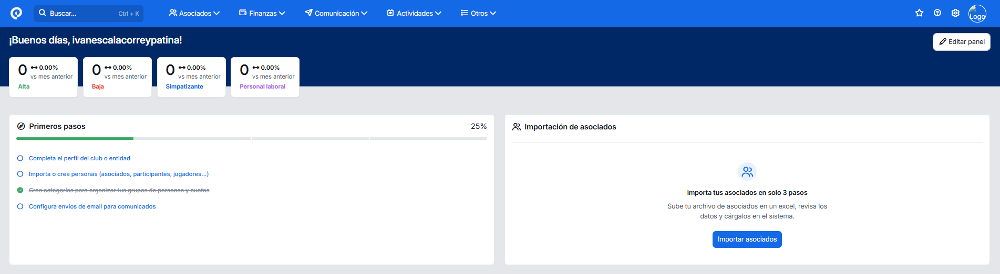 Buscar...
Ctrl + K
Asociados
Finanzas
Comunicación
Actividades
Otros
Logo
¡Buenos días, ivanescalacorreypatina!
Editar panel
0 0.00%
vs mes anterior
Alta
0 0.00%
vs mes anterior
Baja
0 0.00%
vs mes anterior
Simpatizante
0 0.00%
vs mes anterior
Personal laboral
Primeros pasos
25%
Completa el perfil del club o entidad
Importa o crea personas (asociados, participantes, jugadores...)
Crea categorías para organizar tus grupos de personas y cuotas
Configura envíos de email para comunicados
Importación de asociados
Importa tus asociados en solo 3 pasos
Sube tu archivo de asociados en un excel, revisa los
datos y cárgalos en el sistema.
Importar asociados